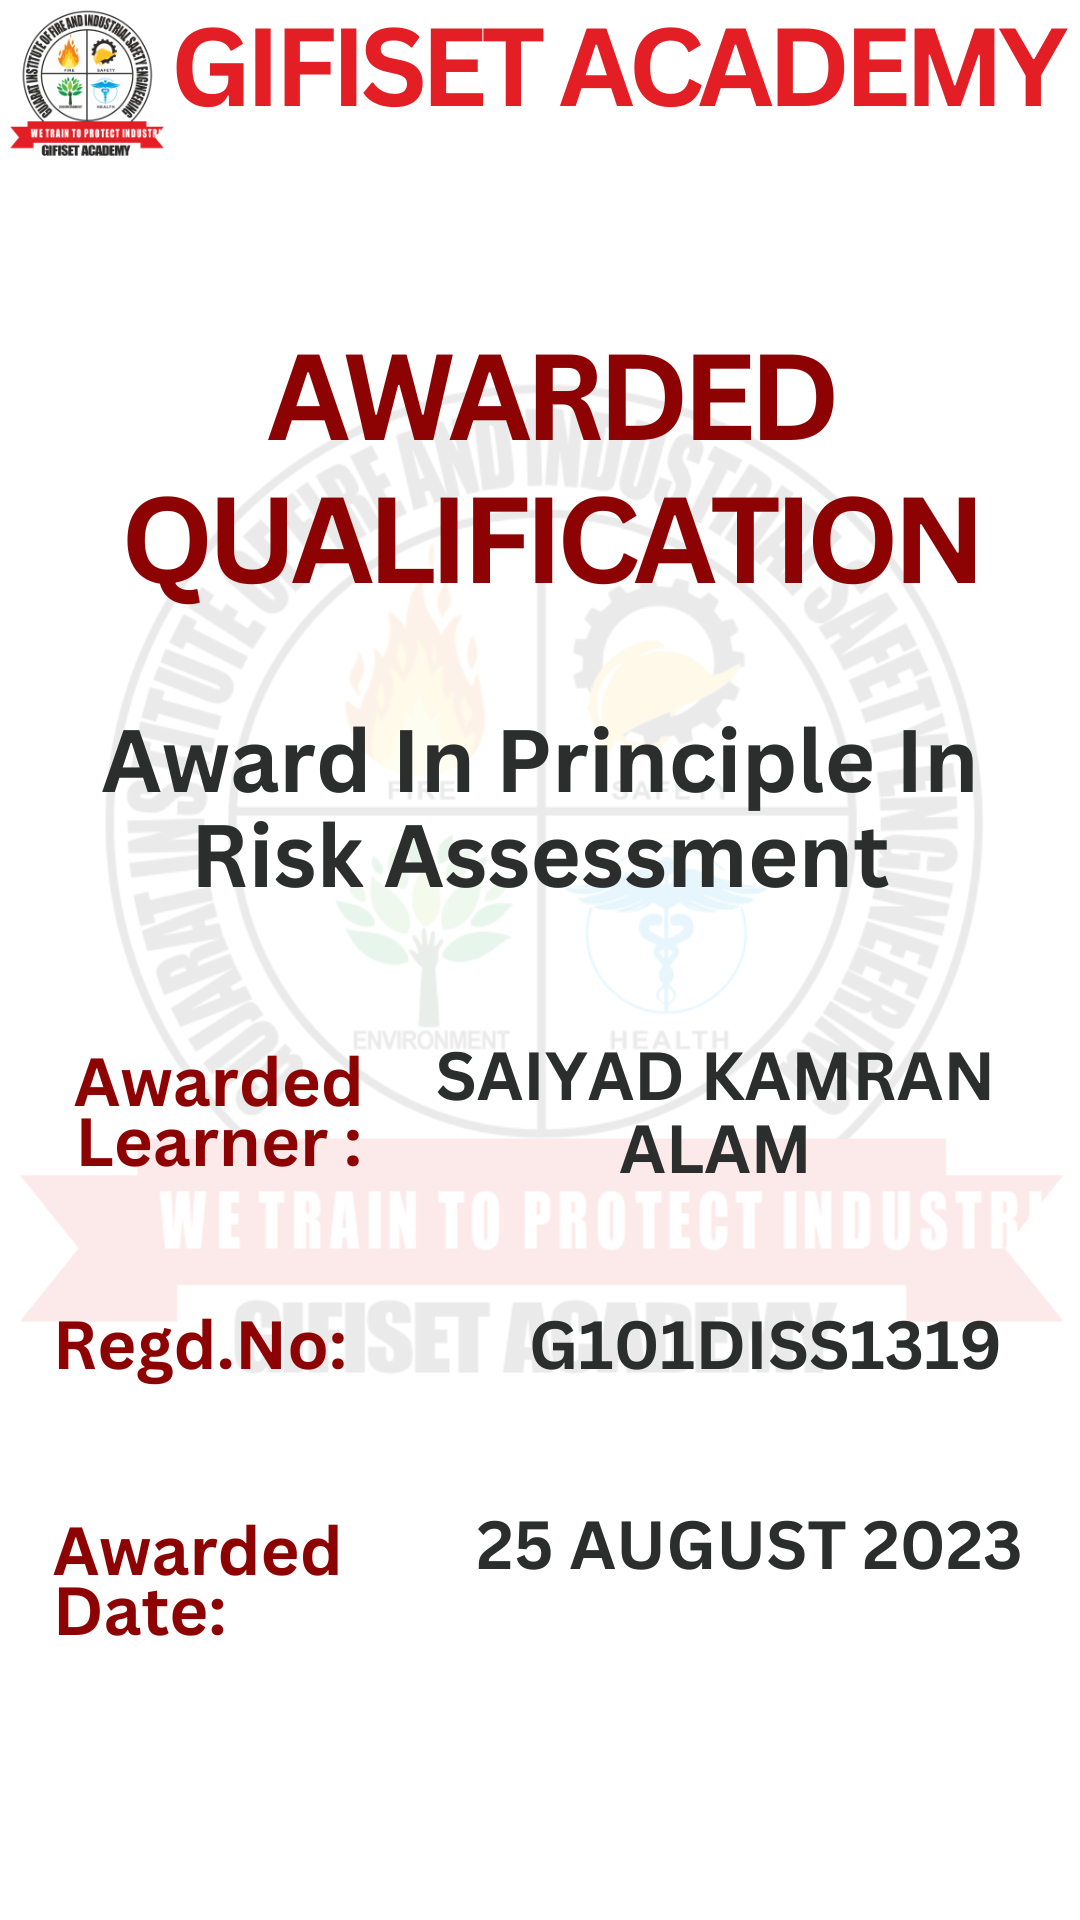 GUJARAT INSTITUTE OF FIRE AND INDUSTRIAL SAFETY ENGINEERING
FIRE SAFETY
ENVIRONMENT HEALTH
WE TRAIN TO PROTECT INDUSTR
GIFISET ACADEMY
GIFISET ACADEMY
AWARDED
QUALIFICATION
Award In Principle In
Risk Assessment
Awarded
Learner :
SAIYAD KAMRAN
ALAM
Regd.No: G101DISS1319
Awarded
Date:
25 AUGUST 2023
GUJARAT INSTITUTE OF FIRE AND INDUSTRIAL SAFETY ENGINEERING
FIRE SAFETY
ENVIRONMENT HEALTH
WE TRAIN TO PROTECT INDUSTR
GIFISET ACADEMY